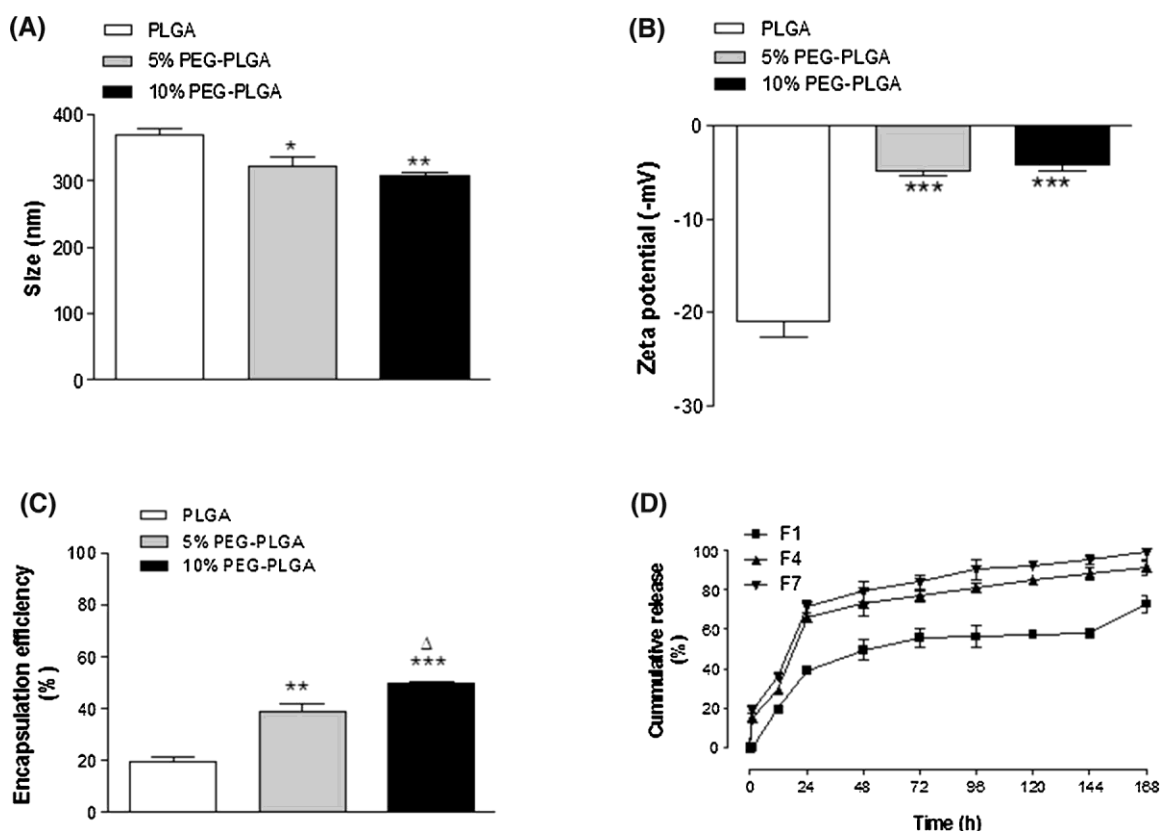 (A)
PLGA
5% PEG-PLGA
10% PEG-PLGA
400
300
200
100
0
Size (nm)
*
**
(B)
PLGA
5% PEG-PLGA
10% PEG-PLGA
0
-10
-20
-30
Zeta potential (-mV)
***
***
(C)
PLGA
5% PEG-PLGA
10% PEG-PLGA
100
80
60
40
20
0
Encapsulation efficiency
(%)
**
Δ
***
(D)
F1
F4
F7
100
80
60
40
20
0
Cummulative release
(%)
0 24 48 72 96 120 144 168
Time (h)